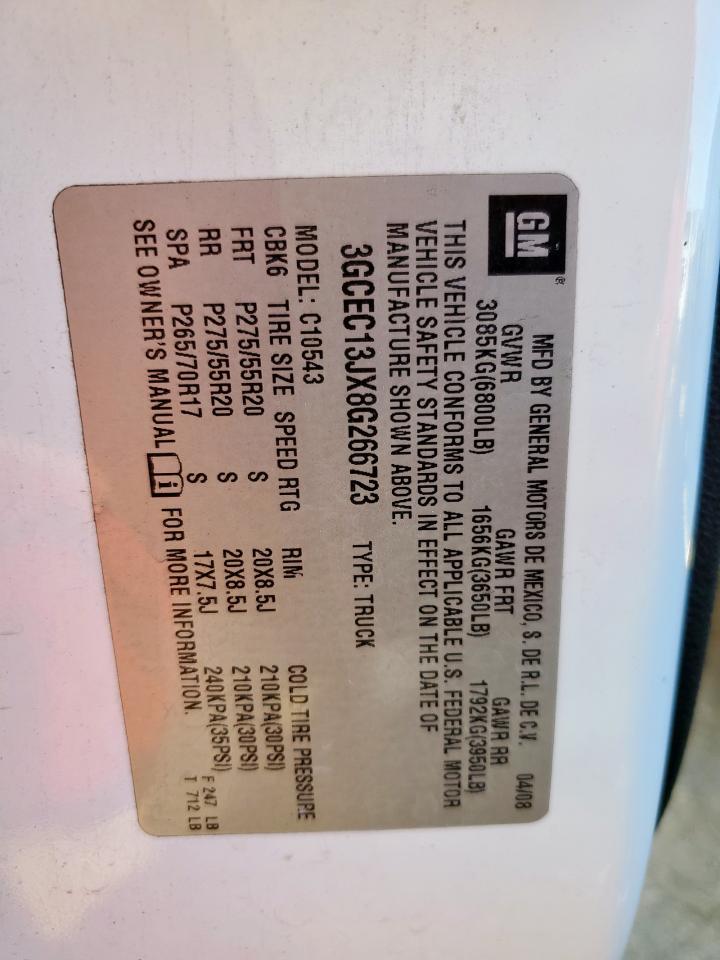 GM®
MFD BY GENERAL MOTORS DE MEXICO, S. DE R.L. DE C.V. 04/08
GVWR GAWR FRT GAWR RR
3085KG(6800LB) 1656KG(3650LB) 1792KG(3950LB)
THIS VEHICLE CONFORMS TO ALL APPLICABLE U.S. FEDERAL MOTOR
VEHICLE SAFETY STANDARDS IN EFFECT ON THE DATE OF
MANUFACTURE SHOWN ABOVE.
3GCEC13JX8G266723 TYPE: TRUCK
MODEL: C10543
CBK6 TIRE SIZE SPEED RTG RIM COLD TIRE PRESSURE
FRT P275/55R20 S 20X8.5J 210KPA(30PSI)
RR P275/55R20 S 20X8.5J 210KPA(30PSI)
SPA P265/70R17 S 17X7.5J 240KPA(35PSI)
SEE OWNER'S MANUAL i FOR MORE INFORMATION.
F 247 LB
T 712 LB